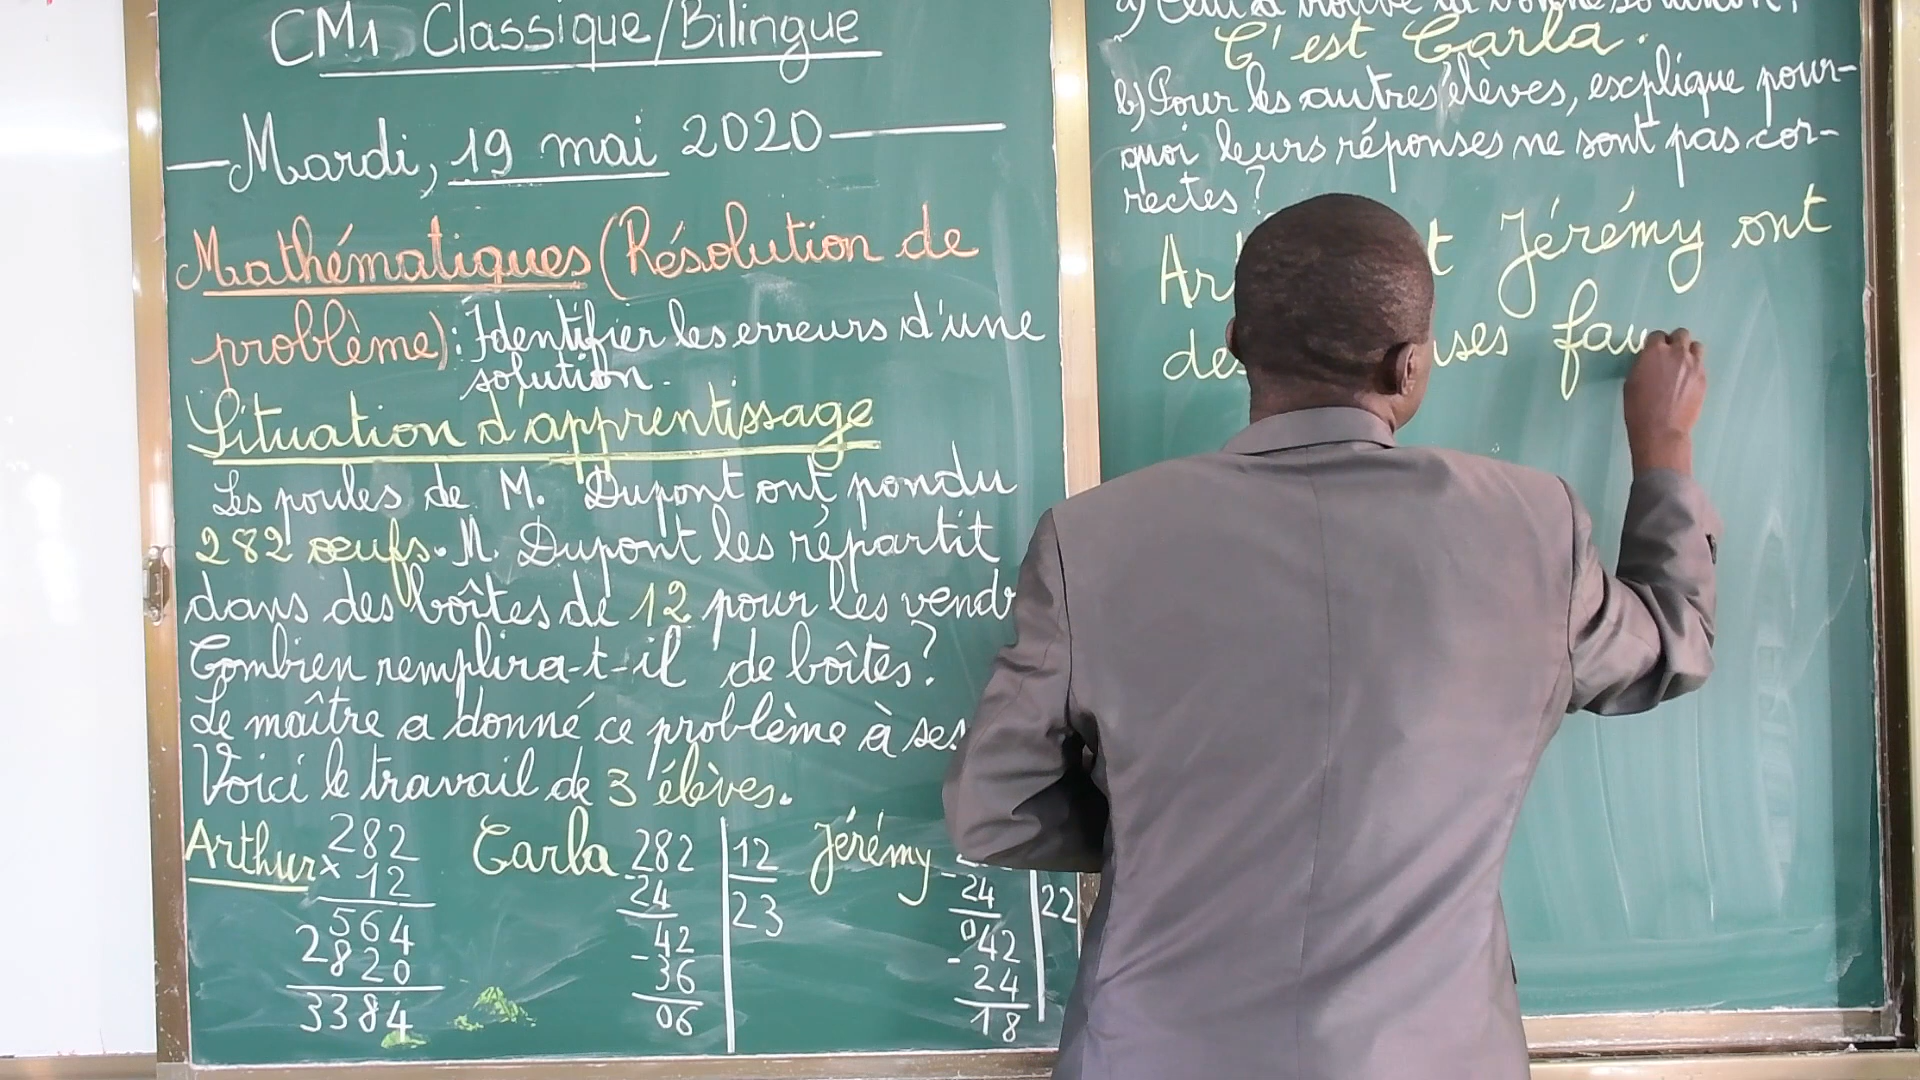 CM1 Classique/Bilingue
Mardi, 19 mai 2020
Mathématiques (Résolution de
problème): Identifier les erreurs d'une
solution.
Situation d'apprentissage
Les poules de M. Dupont ont pondu
282 œufs. M. Dupont les répartit
dans des boîtes de 12 pour les vendr
Combien remplira-t-il de boîtes?
Le maître a donné ce problème à ses
Voici le travail de 3 élèves.
Arthur
282
× 12
564
2820
3384
Carla
282 12
24 23
42
- 36
06
Jérémy
- 24 22
042
- 24
18
C'est Carla.
b) Pour les autres élèves, explique pour-
quoi leurs réponses ne sont pas cor-
rectes?
Jérémy ont